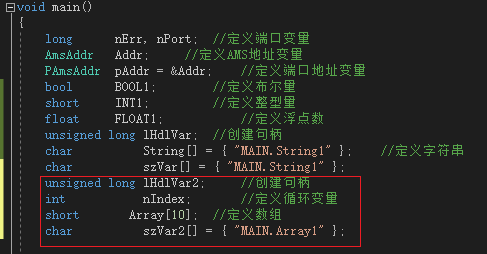 void main()
{
long nErr, nPort; //定义端口变量
AmsAddr Addr; //定义AMS地址变量
PAmsAddr pAddr = &Addr; //定义端口地址变量
bool BOOL1; //定义布尔量
short INT1; //定义整型量
float FLOAT1; //定义浮点数
unsigned long lHdlVar; //创建句柄
char String[] = { "MAIN.String1" }; //定义字符串
char szVar[] = { "MAIN.String1" };
unsigned long lHdlVar2; //创建句柄
int nIndex; //定义循环变量
short Array[10]; //定义数组
char szVar2[] = { "MAIN.Array1" };